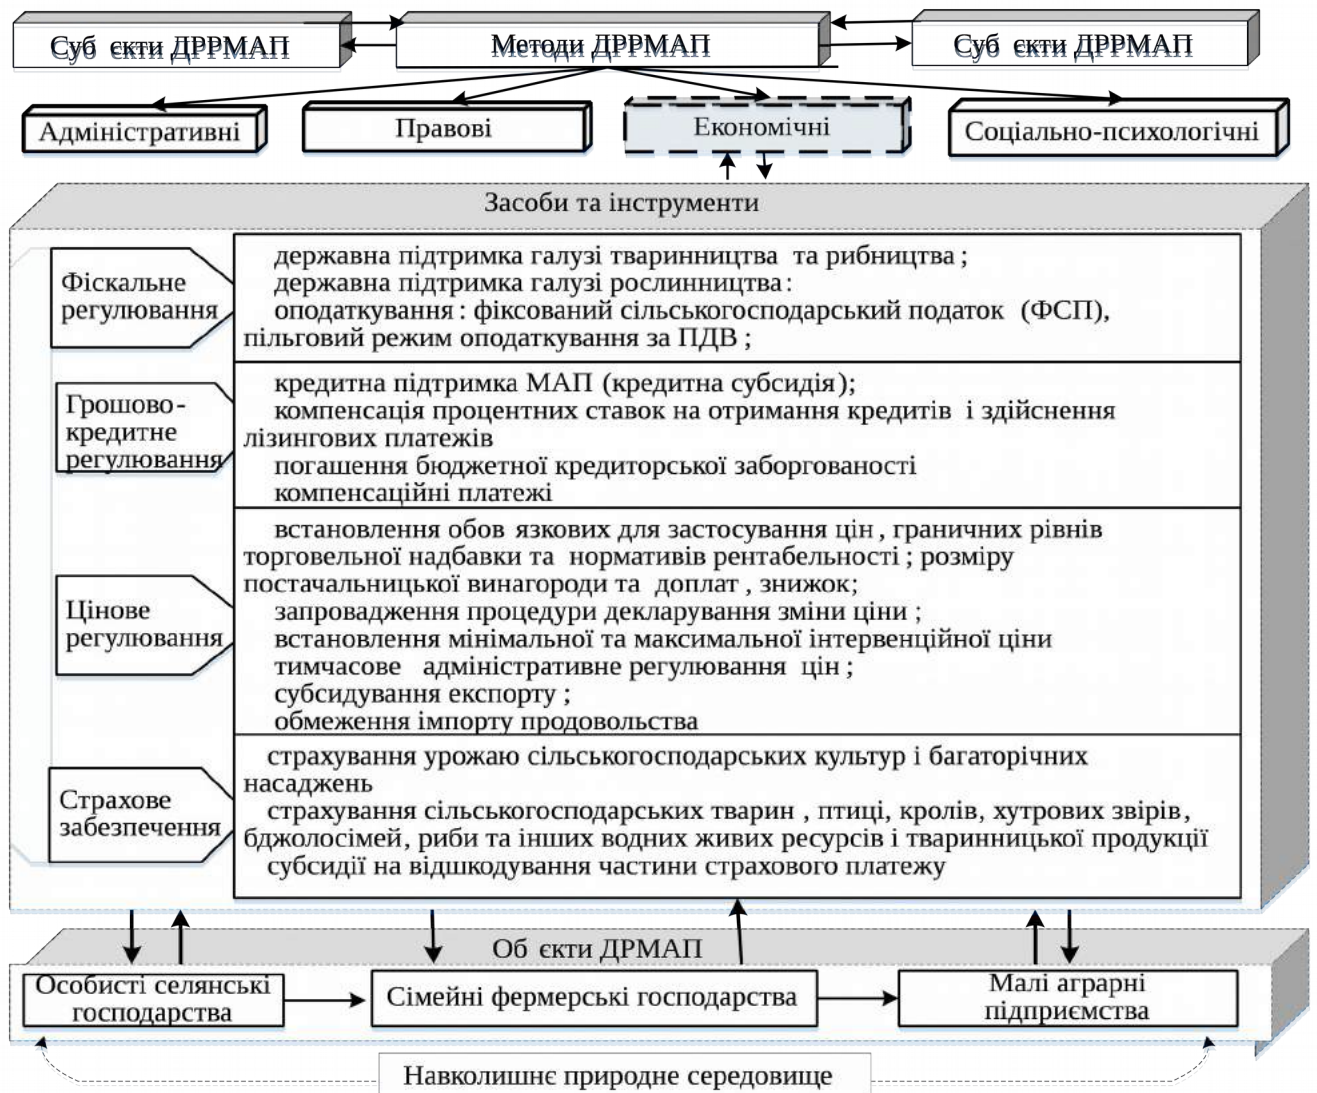 Суб єкти ДРРМАП
Методи ДРРМАП
Суб єкти ДРРМАП
Адміністративні
Правові
Економічні
Соціально-психологічні
Засоби та інструменти
Фіскальне
регулювання
державна підтримка галузі тваринництва та рибництва ;
державна підтримка галузі рослинництва :
оподаткування : фіксований сільськогосподарський податок (ФСП),
пільговий режим оподаткування за ПДВ ;
Грошово-
кредитне
регулювання
кредитна підтримка МАП (кредитна субсидія);
компенсація процентних ставок на отримання кредитів і здійснення
лізингових платежів
погашення бюджетної кредиторської заборгованості
компенсаційні платежі
Цінове
регулювання
встановлення обов язкових для застосування цін , граничних рівнів
торговельної надбавки та нормативів рентабельності ; розміру
постачальницької винагороди та доплат , знижок;
запровадження процедури декларування зміни ціни ;
встановлення мінімальної та максимальної інтервенційної ціни
тимчасове адміністративне регулювання цін ;
субсидування експорту ;
обмеження імпорту продовольства
Страхове
забезпечення
страхування урожаю сільськогосподарських культур і багаторічних
насаджень
страхування сільськогосподарських тварин , птиці, кролів, хутрових звірів,
бджолосімей, риби та інших водних живих ресурсів і тваринницької продукції
субсидії на відшкодування частини страхового платежу
Об єкти ДРМАП
Особисті селянські
господарства
Сімейні фермерські господарства
Малі аграрні
підприємства
Навколишнє природне середовище